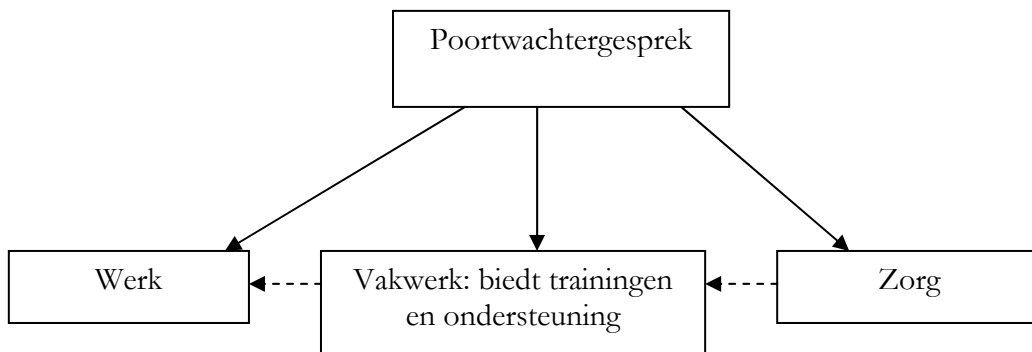 Poortwachtergesprek
Werk
Vakwerk: biedt trainingen
en ondersteuning
Zorg